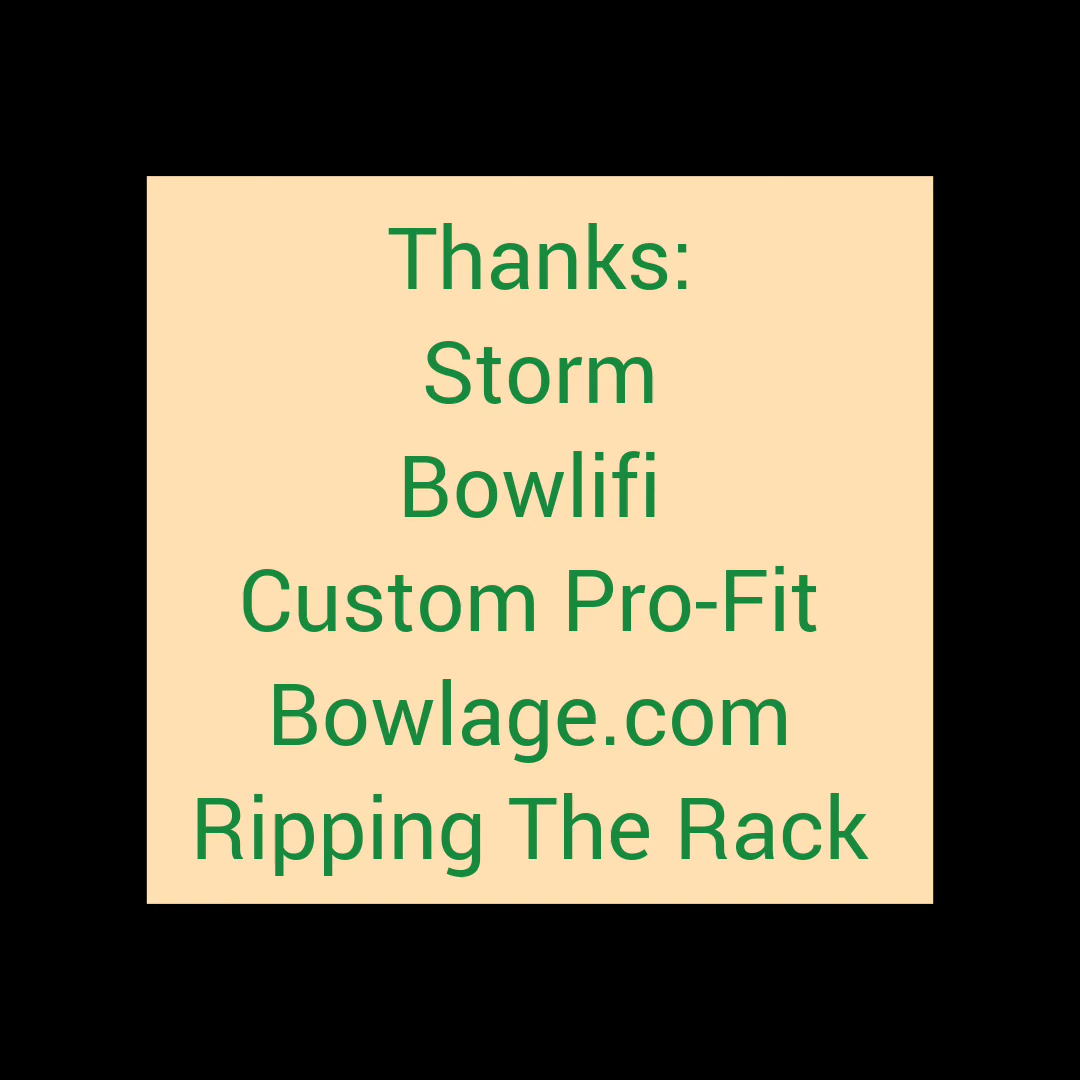 Thanks:
Storm
Bowlifi
Custom Pro-Fit
Bowlage.com
Ripping The Rack